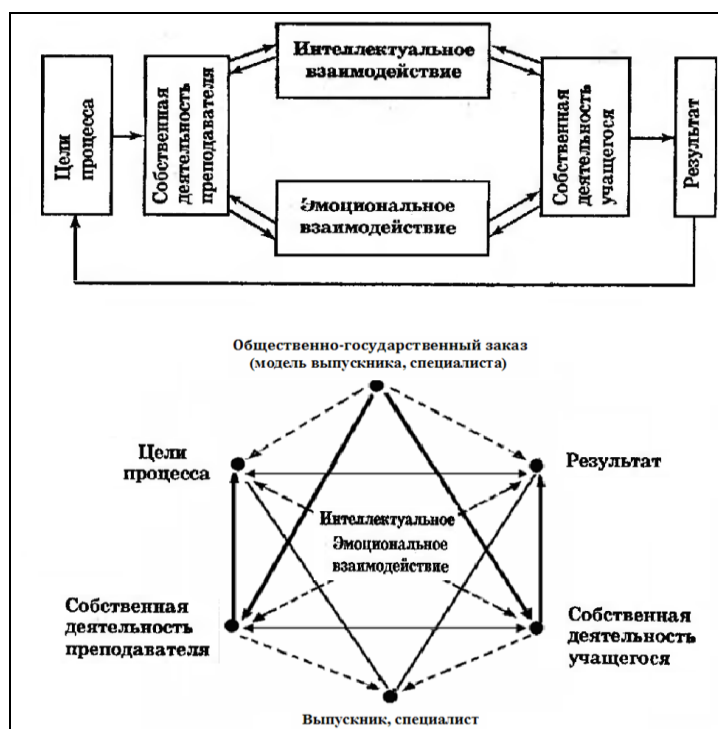 Интеллектуальное
взаимодействие
Цели
процесса
Собственная
деятельность
преподавателя
Собственная
деятельность
учащегося
Результат
Эмоциональное
взаимодействие
Общественно-государственный заказ
(модель выпускника, специалиста)
Цели
процесса
Результат
Интеллектуальное
Эмоциональное
взаимодействие
Собственная
деятельность
преподавателя
Собственная
деятельность
учащегося
Выпускник, специалист